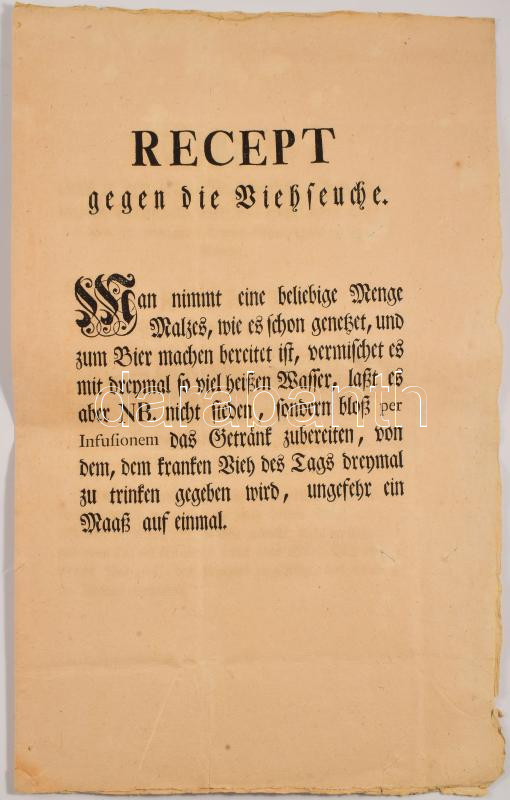 RECEPT
gegen die Viehseuche.
Man nimmt eine beliebige Menge
Malzes, wie es schon genetzet, und
zum Bier machen bereitet ist, vermischet es
mit dreymal so viel heißen Wasser, laßt es
aber NB. nicht sieden, sondern bloß per
Infusionem das Getränk zubereiten, von
dem, dem kranken Vieh des Tags dreymal
zu trinken gegeben wird, ungefehr ein
Maaß auf einmal.
darabanth